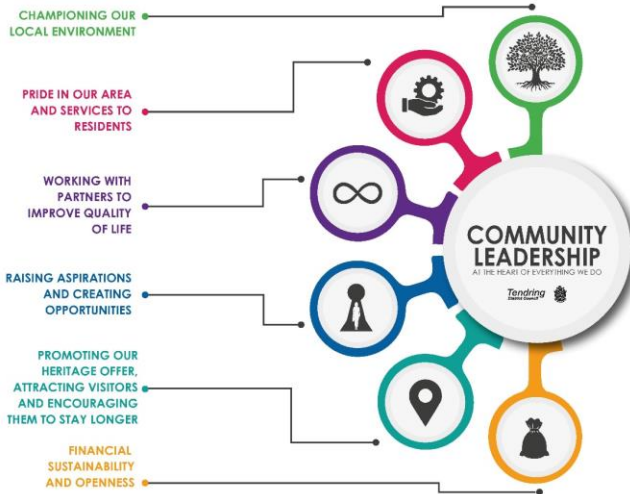 CHAMPIONING OUR
LOCAL ENVIRONMENT
PRIDE IN OUR AREA
AND SERVICES TO
RESIDENTS
WORKING WITH
PARTNERS TO
IMPROVE QUALITY
OF LIFE
RAISING ASPIRATIONS
AND CREATING
OPPORTUNITIES
PROMOTING OUR
HERITAGE OFFER,
ATTRACTING VISITORS
AND ENCOURAGING
THEM TO STAY LONGER
FINANCIAL
SUSTAINABILITY
AND OPENNESS
COMMUNITY
LEADERSHIP
AT THE HEART OF EVERYTHING WE DO
Tendring
District Council